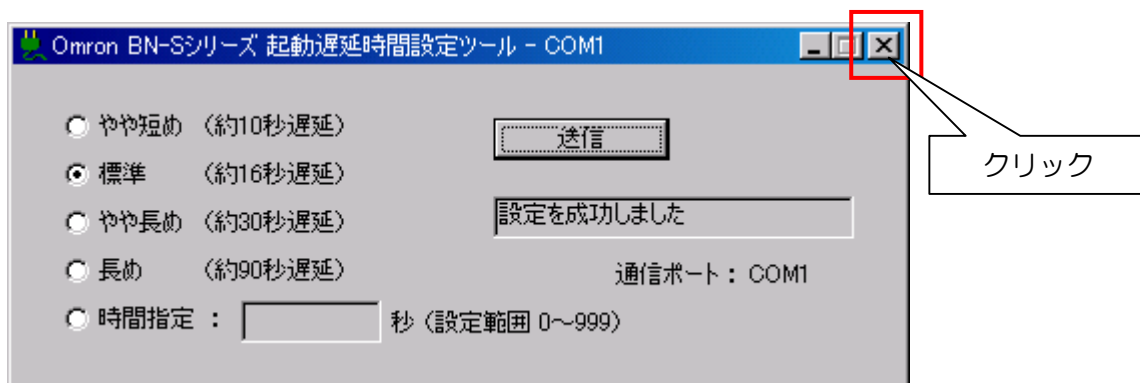 Omron BN-Sシリーズ 起動遅延時間設定ツール - COM1
クリック
やや短め (約10秒遅延)
送信
標準 (約16秒遅延)
やや長め (約30秒遅延)
設定を成功しました
長め (約90秒遅延)
通信ポート： COM1
時間指定 ： 秒 (設定範囲 0～999)